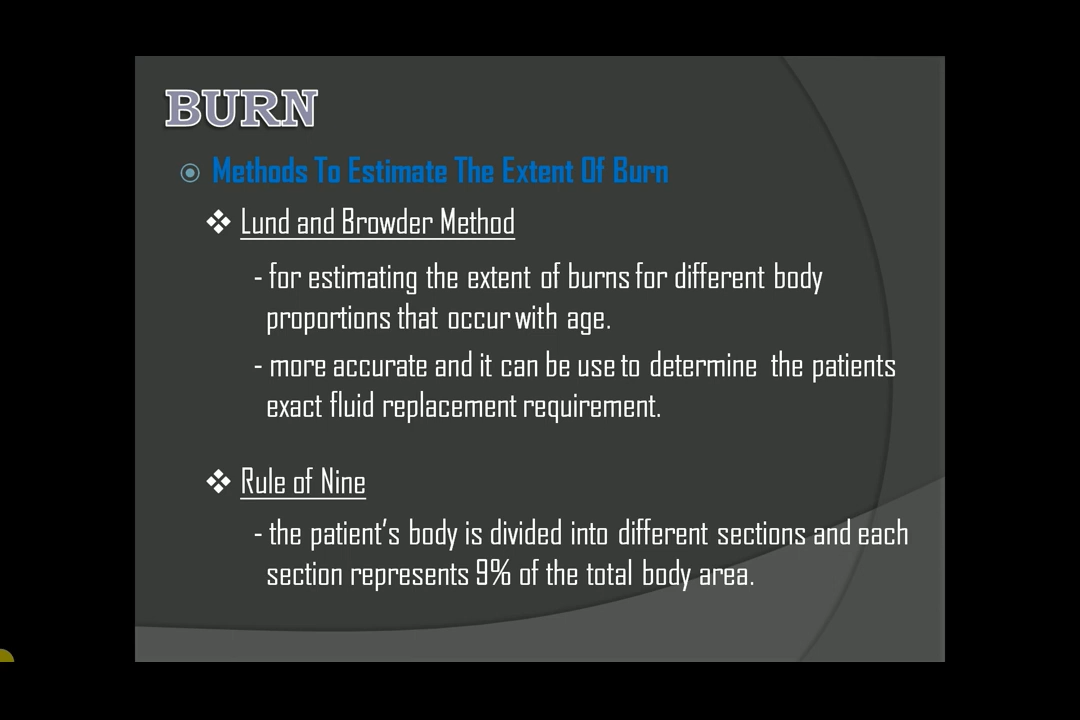 BURN
Methods To Estimate The Extent Of Burn
Lund and Browder Method
- for estimating the extent of burns for different body
proportions that occur with age.
- more accurate and it can be use to determine the patients
exact fluid replacement requirement.
Rule of Nine
- the patient's body is divided into different sections and each
section represents 9% of the total body area.